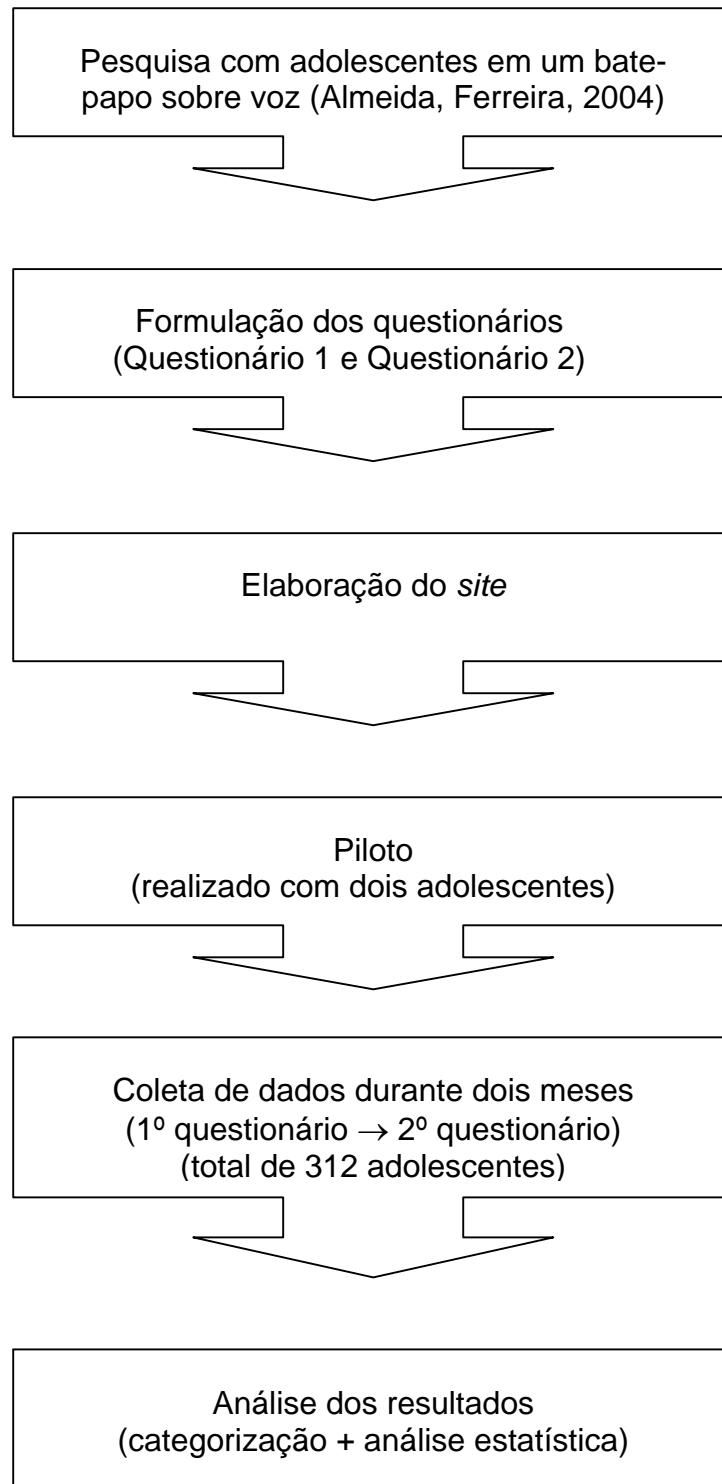 Pesquisa com adolescentes em um bate-
papo sobre voz (Almeida, Ferreira, 2004)
Formulação dos questionários
(Questionário 1 e Questionário 2)
Elaboração do site
Piloto
(realizado com dois adolescentes)
Coleta de dados durante dois meses
(1º questionário → 2º questionário)
(total de 312 adolescentes)
Análise dos resultados
(categorização + análise estatística)